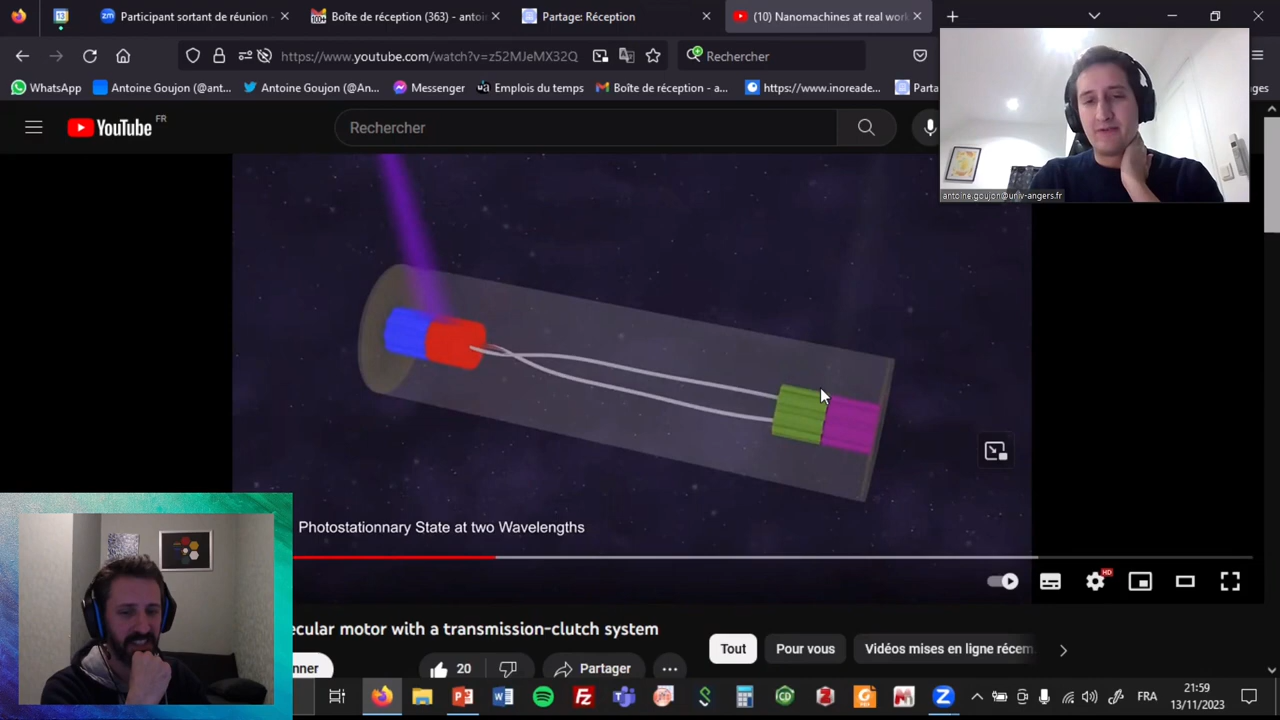 Participant sortant de réunion -
Boîte de réception (363) - antoin
Partage: Réception
(10) Nanomachines at real wor
https://www.youtube.com/watch?v=z52MJeMX32Q
Rechercher
WhatsApp
Antoine Goujon (@ant...
Antoine Goujon (@An...
Messenger
Emplois du temps
Boîte de réception - a...
https://www.inoreade...
Parta
ges
YouTube FR
Rechercher
antoine.goujon@univ-angers.fr
Photostationnary State at two Wavelengths
HD
ecular motor with a transmission-clutch system
Tout
Pour vous
Vidéos mises en ligne récem
nner
20
Partager
FRA
21:59
13/11/2023